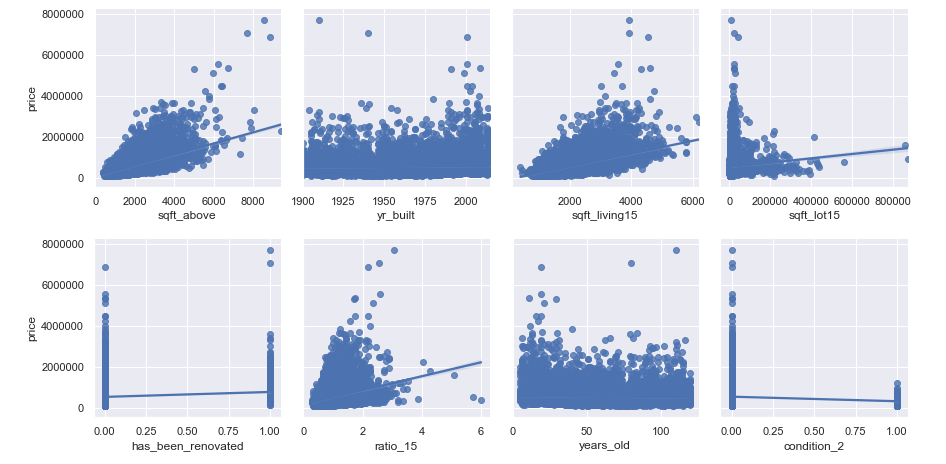 8000000
6000000
4000000
2000000
0
price
0 2000 4000 6000 8000
sqft_above
1900 1925 1950 1975 2000
yr_built
2000 4000 6000
sqft_living15
0 200000 400000 600000 800000
sqft_lot15
8000000
6000000
4000000
2000000
0
price
0.00 0.25 0.50 0.75 1.00
has_been_renovated
0 2 4 6
ratio_15
0 50 100
years_old
0.00 0.25 0.50 0.75 1.00
condition_2